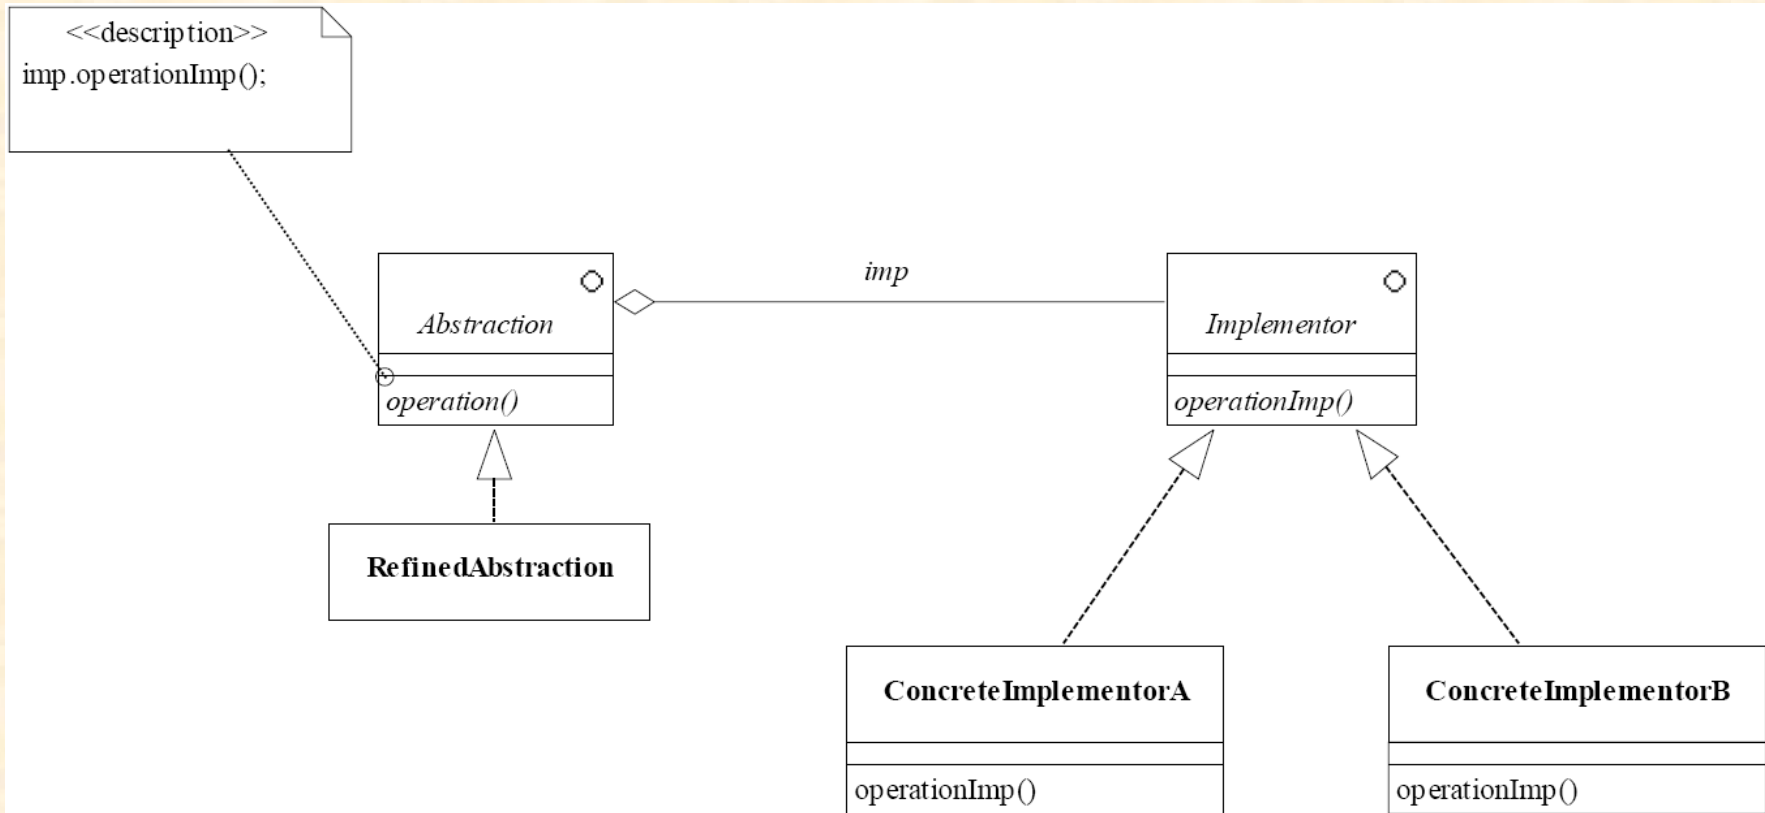 <<description>>
imp.operationImp();
imp
Abstraction
Implementor
operation()
operationImp()
RefinedAbstraction
ConcreteImplementorA
ConcreteImplementorB
operationImp()
operationImp()